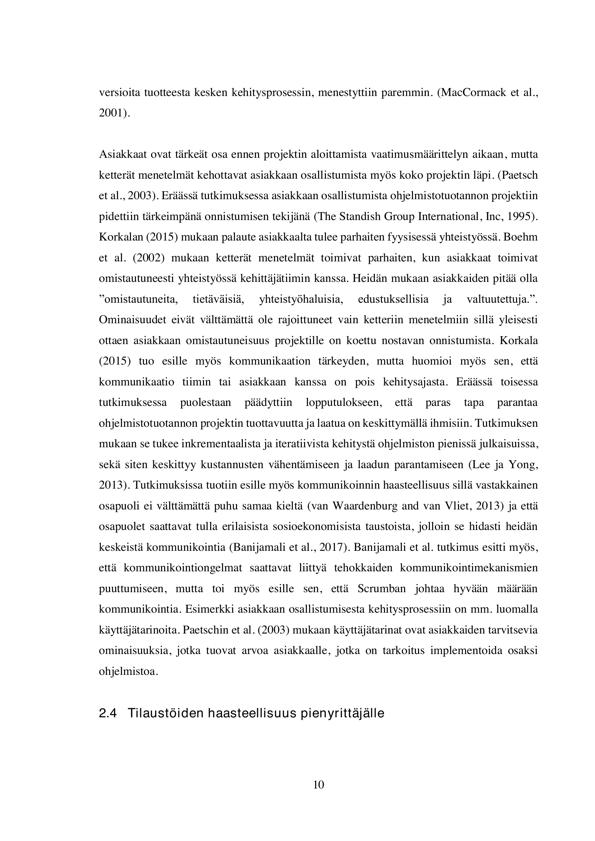 versioita tuotteesta kesken kehitysprosessin, menestyttiin paremmin. (MacCormack et al.,
2001).
Asiakkaat ovat tärkeät osa ennen projektin aloittamista vaatimusmäärittelyn aikaan, mutta
ketterät menetelmät kehottavat asiakkaan osallistumista myös koko projektin läpi. (Paetsch
et al., 2003). Eräässä tutkimuksessa asiakkaan osallistumista ohjelmistotuotannon projektiin
pidettiin tärkeimpänä onnistumisen tekijänä (The Standish Group International, Inc, 1995).
Korkalan (2015) mukaan palaute asiakkaalta tulee parhaiten fyysisessä yhteistyössä. Boehm
et al. (2002) mukaan ketterät menetelmät toimivat parhaiten, kun asiakkaat toimivat
omistautuneesti yhteistyössä kehittäjätiimin kanssa. Heidän mukaan asiakkaiden pitää olla
”omistautuneita, tietäväisiä, yhteistyöhaluisia, edustuksellisia ja valtuutettuja.”.
Ominaisuudet eivät välttämättä ole rajoittuneet vain ketteriin menetelmiin sillä yleisesti
ottaen asiakkaan omistautuneisuus projektille on koettu nostavan onnistumista. Korkala
(2015) tuo esille myös kommunikaation tärkeyden, mutta huomioi myös sen, että
kommunikaatio tiimin tai asiakkaan kanssa on pois kehitysajasta. Eräässä toisessa
tutkimuksessa puolestaan päädyttiin lopputulokseen, että paras tapa parantaa
ohjelmistotuotannon projektin tuottavuutta ja laatua on keskittymällä ihmisiin. Tutkimuksen
mukaan se tukee inkrementaalista ja iteratiivista kehitystä ohjelmiston pienissä julkaisuissa,
sekä siten keskittyy kustannusten vähentämiseen ja laadun parantamiseen (Lee ja Yong,
2013). Tutkimuksissa tuotiin esille myös kommunikoinnin haasteellisuus sillä vastakkainen
osapuoli ei välttämättä puhu samaa kieltä (van Waardenburg and van Vliet, 2013) ja että
osapuolet saattavat tulla erilaisista sosioekonomisista taustoista, jolloin se hidasti heidän
keskeistä kommunikointia (Banijamali et al., 2017). Banijamali et al. tutkimus esitti myös,
että kommunikointiongelmat saattavat liittyä tehokkaiden kommunikointimekanismien
puuttumiseen, mutta toi myös esille sen, että Scrumban johtaa hyvään määrään
kommunikointia. Esimerkki asiakkaan osallistumisesta kehitysprosessiin on mm. luomalla
käyttäjätarinoita. Paetschin et al. (2003) mukaan käyttäjätarinat ovat asiakkaiden tarvitsevia
ominaisuuksia, jotka tuovat arvoa asiakkaalle, jotka on tarkoitus implementoida osaksi
ohjelmistoa.
2.4 Tilaustöiden haasteellisuus pienyrittäjälle
10